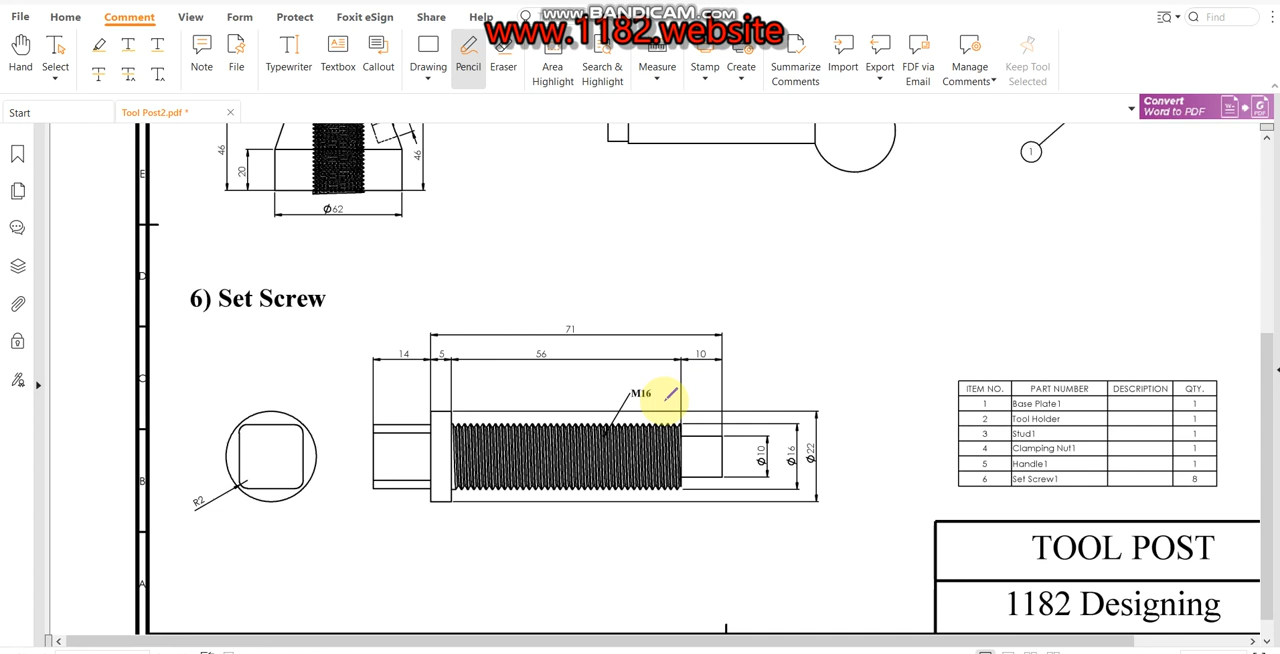 www.BANDICAM.com
www.1182.website
File Home Comment View Form Protect Foxit eSign Share Help Find
Hand Select Note File Typewriter Textbox Callout Drawing Pencil Eraser Area Highlight Search & Highlight Measure Stamp Create Summarize Comments Import Export FDF via Email Manage Comments Keep Tool Selected
Start Tool Post2.pdf * Convert Word to PDF
E
46
20
46
1
Φ62
D
6) Set Screw
71
14 5 56 10
C
M16
Φ10
Φ16
Φ22
B
R2
A
ITEM NO. PART NUMBER DESCRIPTION QTY.
1 Base Plate1 1
2 Tool Holder 1
3 Stud1 1
4 Clamping Nut1 1
5 Handle1 1
6 Set Screw1 8
TOOL POST
1182 Designing